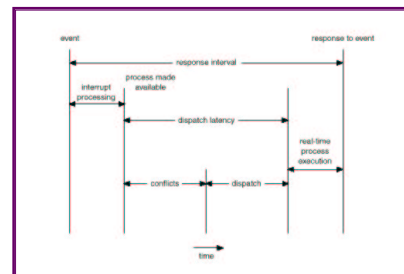 event
response to event
response interval
interrupt
processing
process made
available
dispatch latency
real-time
process
execution
conflicts
dispatch
time